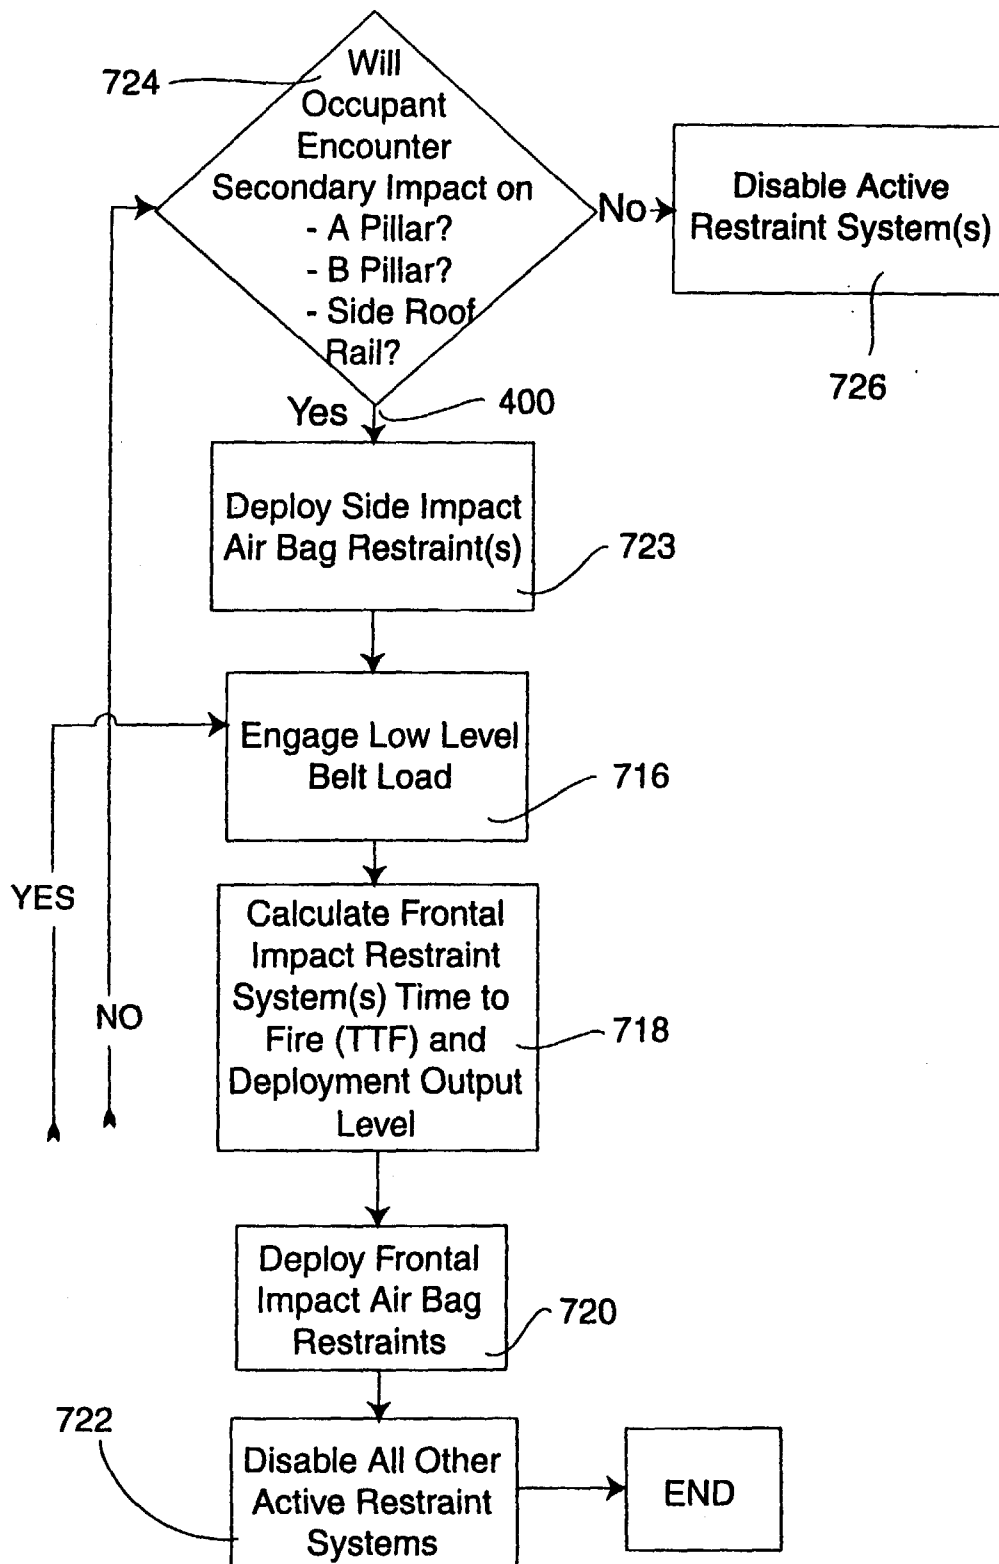 724
Will
Occupant
Encounter
Secondary Impact on
- A Pillar?
- B Pillar?
- Side Roof
Rail?
No
Disable Active
Restraint System(s)
726
Yes
400
Deploy Side Impact
Air Bag Restraint(s)
723
Engage Low Level
Belt Load
716
YES
NO
Calculate Frontal
Impact Restraint
System(s) Time to
Fire (TTF) and
Deployment Output
Level
718
Deploy Frontal
Impact Air Bag
Restraints
720
722
Disable All Other
Active Restraint
Systems
END